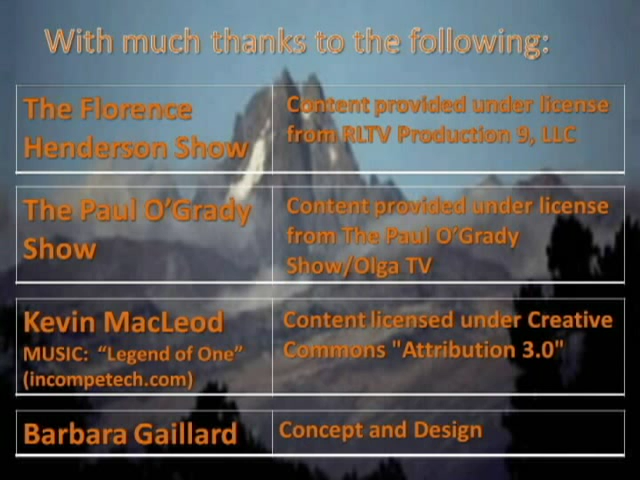 With much thanks to the following:
The Florence
Henderson Show
Content provided under license
from RLTV Production 9, LLC
The Paul O'Grady
Show
Content provided under license
from The Paul O'Grady
Show/Olga TV
Kevin MacLeod
MUSIC: “Legend of One”
(incompetech.com)
Content licensed under Creative
Commons "Attribution 3.0"
Barbara Gaillard
Concept and Design